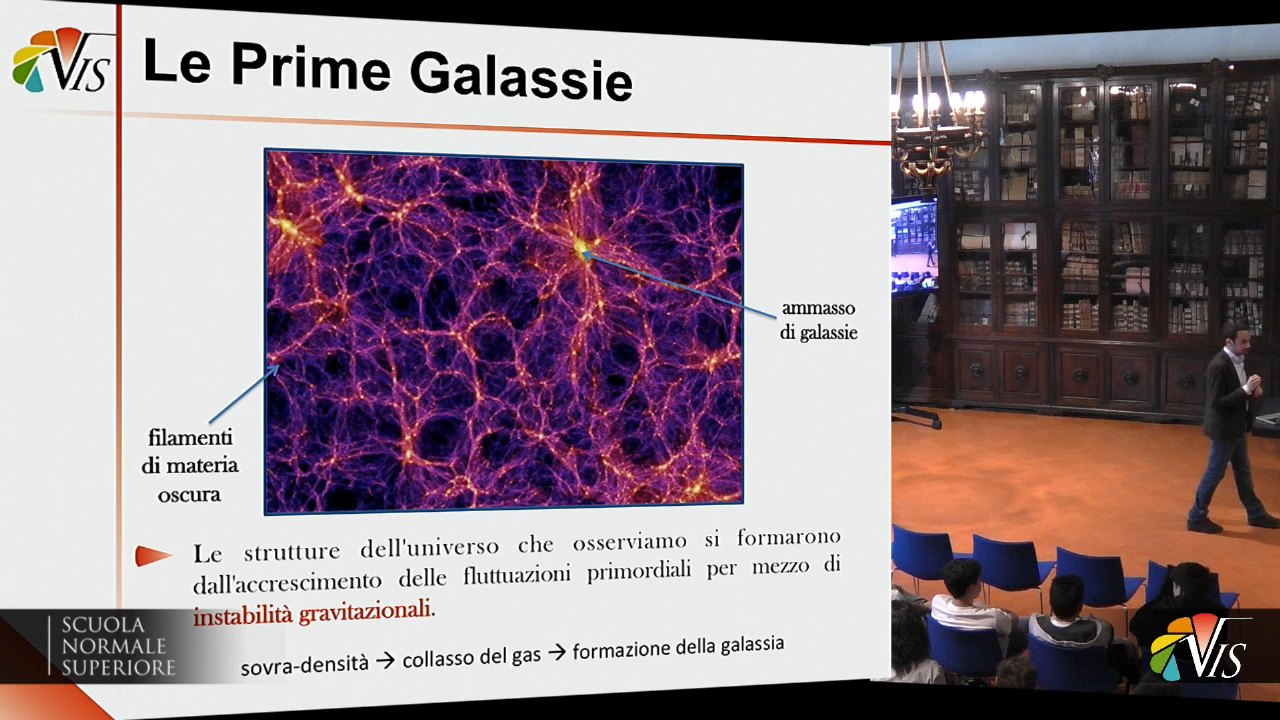 VIS
Le Prime Galassie
ammasso
di galassie
filamenti
di materia
oscura
Le strutture dell'universo che osserviamo si formarono
dall'accrescimento delle fluttuazioni primordiali per mezzo di
instabilità gravitazionali.
sovra-densità → collasso del gas → formazione della galassia
SCUOLA
NORMALE
SUPERIORE
VIS